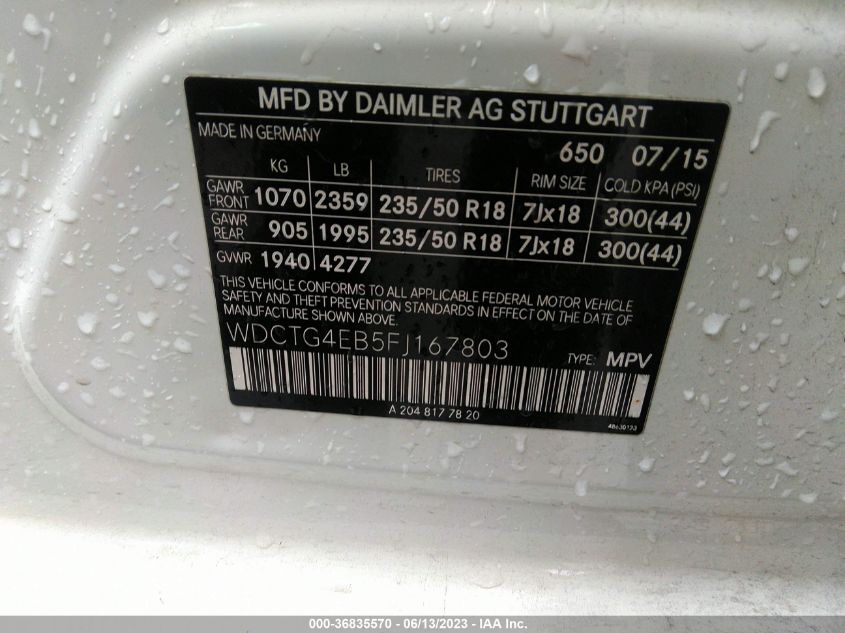 MFD BY DAIMLER AG STUTTGART
MADE IN GERMANY
650 07/15
KG LB TIRES RIM SIZE COLD KPA (PSI)
GAWR FRONT 1070 2359 235/50 R18 7Jx18 300(44)
GAWR REAR 905 1995 235/50 R18 7Jx18 300(44)
GVWR 1940 4277
THIS VEHICLE CONFORMS TO ALL APPLICABLE FEDERAL MOTOR VEHICLE
SAFETY AND THEFT PREVENTION STANDARDS IN EFFECT ON THE DATE OF
MANUFACTURE SHOWN ABOVE.
WDCTG4EB5FJ167803
TYPE: MPV
A 204 817 78 20
000-36835570 - 06/13/2023 - IAA Inc.